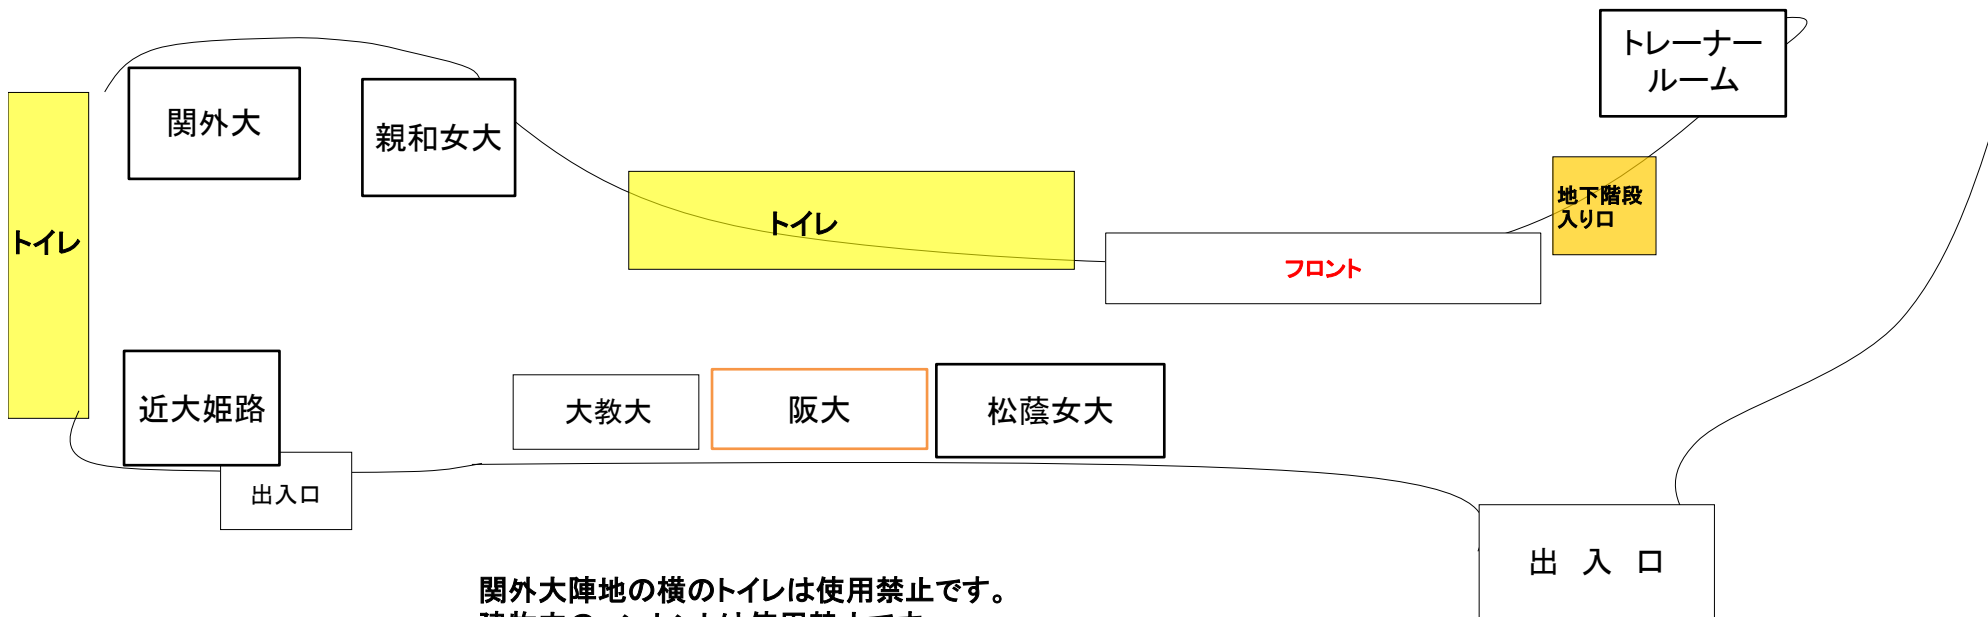 トレーナー
ルーム
関外大
親和女大
地下階段
入り口
トイレ
トイレ
フロント
近大姫路
大教大
阪大
松蔭女大
出入口
出 入 口
関外大陣地の横のトイレは使用禁止です。